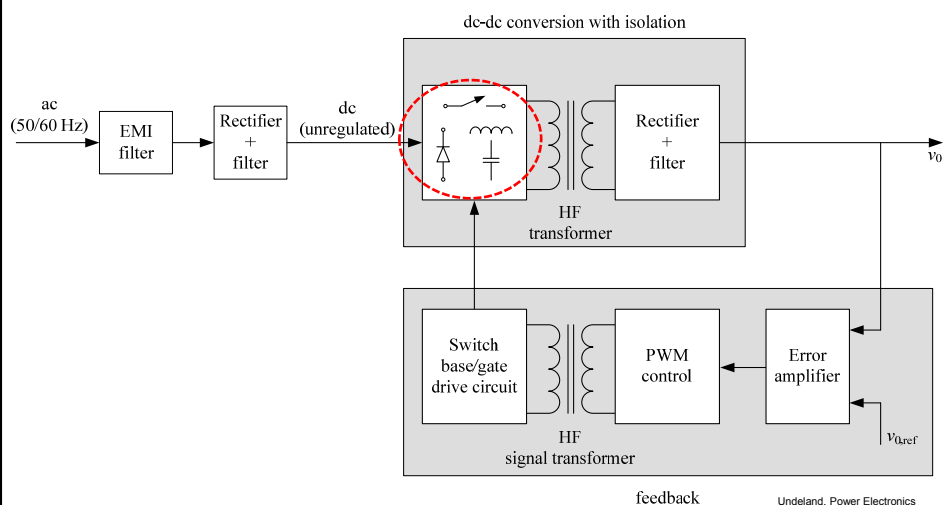 dc-dc conversion with isolation
ac
(50/60 Hz)
EMI
filter
Rectifier
+
filter
dc
(unregulated)
Rectifier
+
filter
v0
HF
transformer
Switch
base/gate
drive circuit
PWM
control
Error
amplifier
v0,ref
HF
signal transformer
feedback
Undeland, Power Electronics